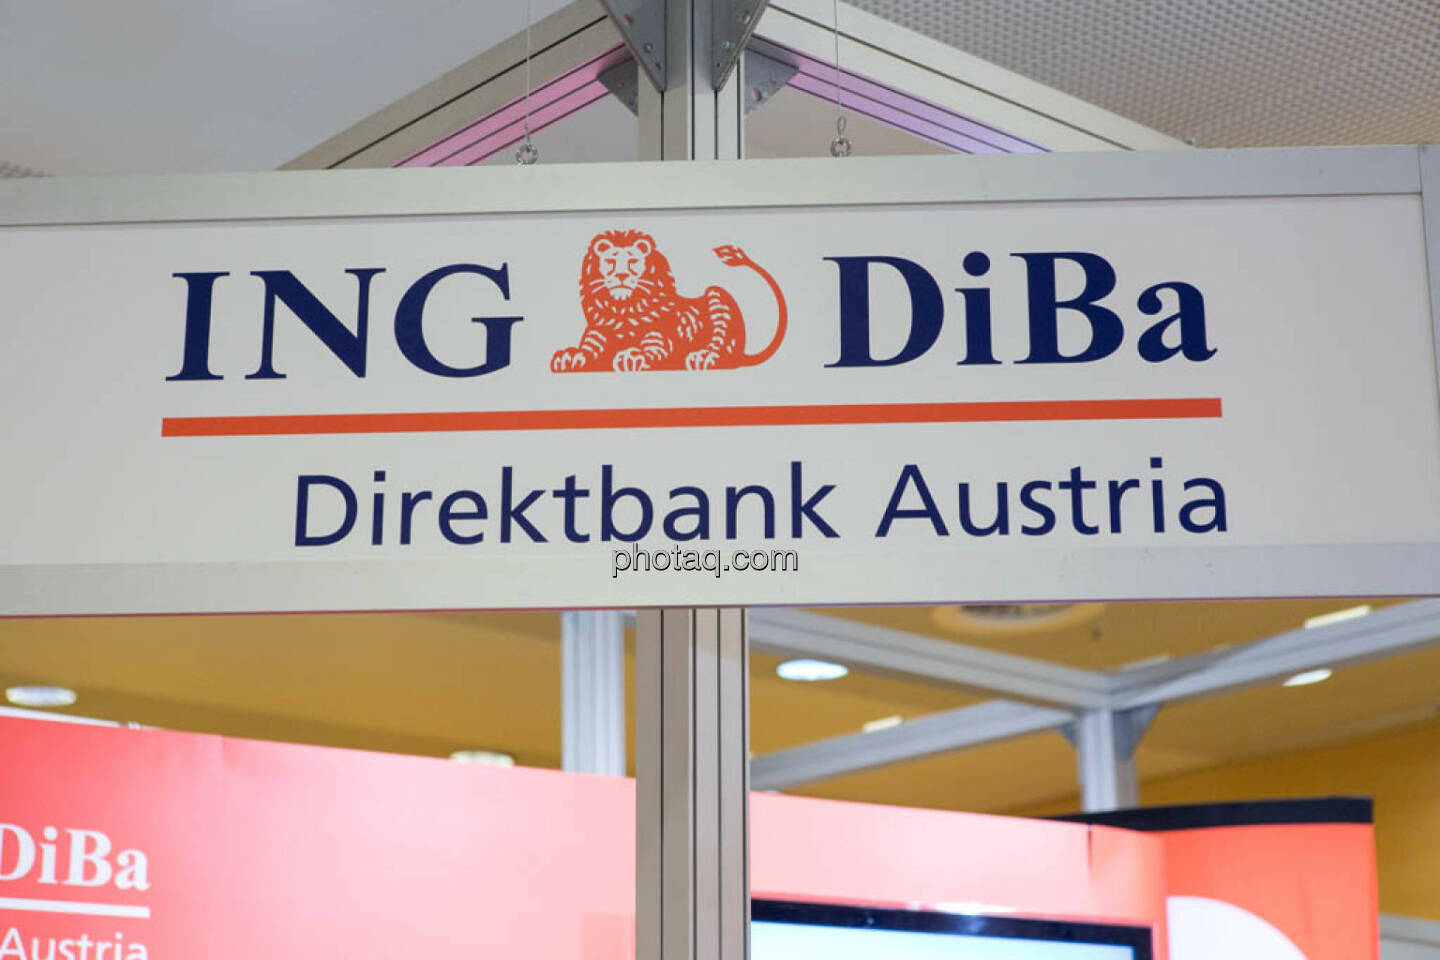 ING DiBa
Direktbank Austria
photaq.com
DiBa
Austria